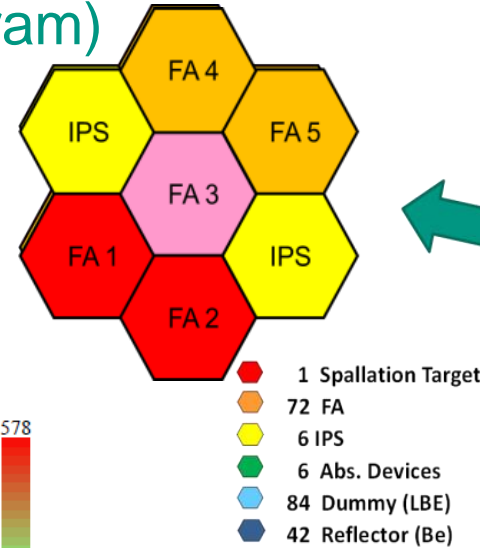 ram)
FA 4
IPS
FA 5
FA 3
FA 1
IPS
FA 2
1 Spallation Target
72 FA
6 IPS
6 Abs. Devices
84 Dummy (LBE)
42 Reflector (Be)
578